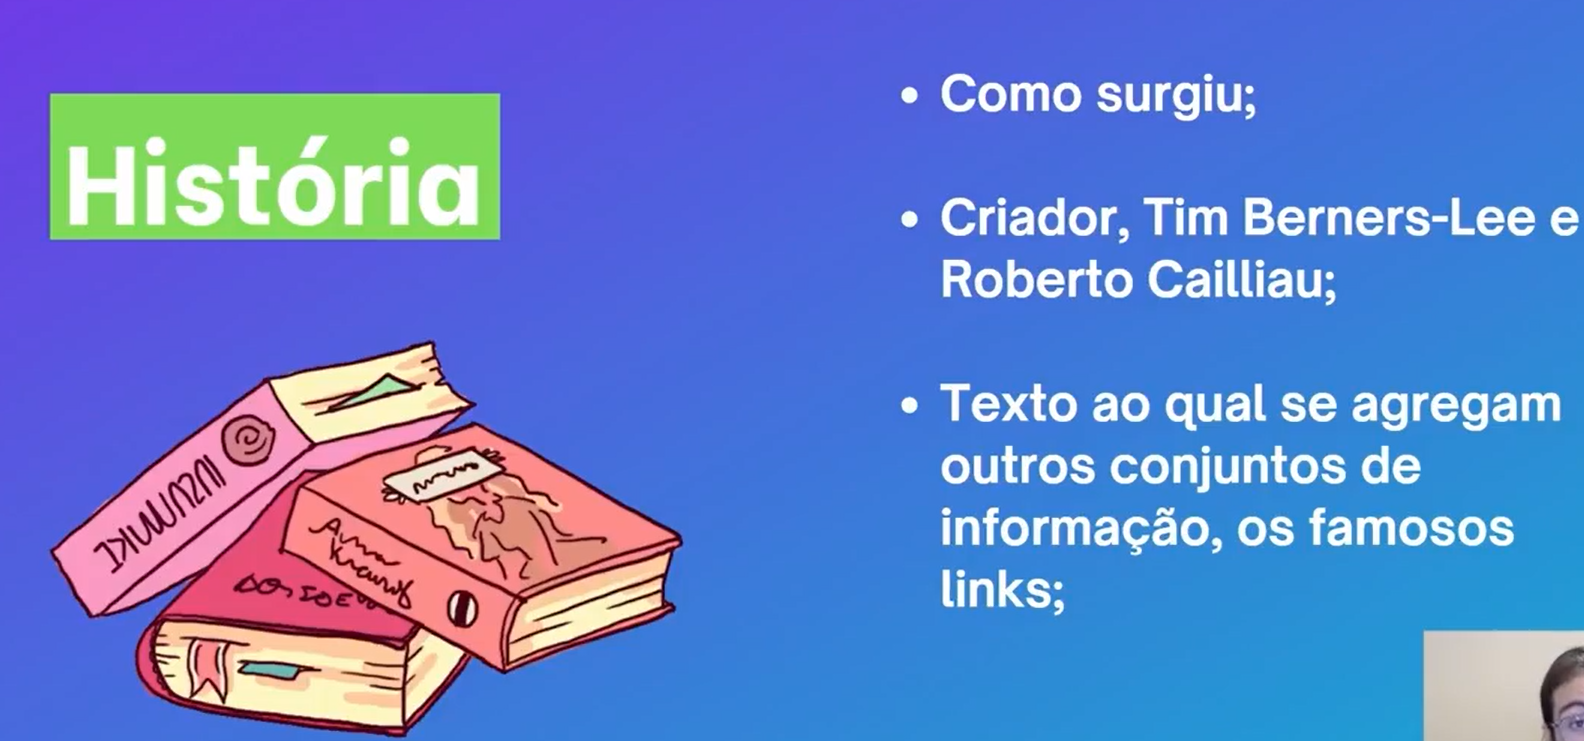 História
Como surgiu;
Criador, Tim Berners-Lee e
Roberto Cailliau;
Texto ao qual se agregam
outros conjuntos de
informação, os famosos
links;